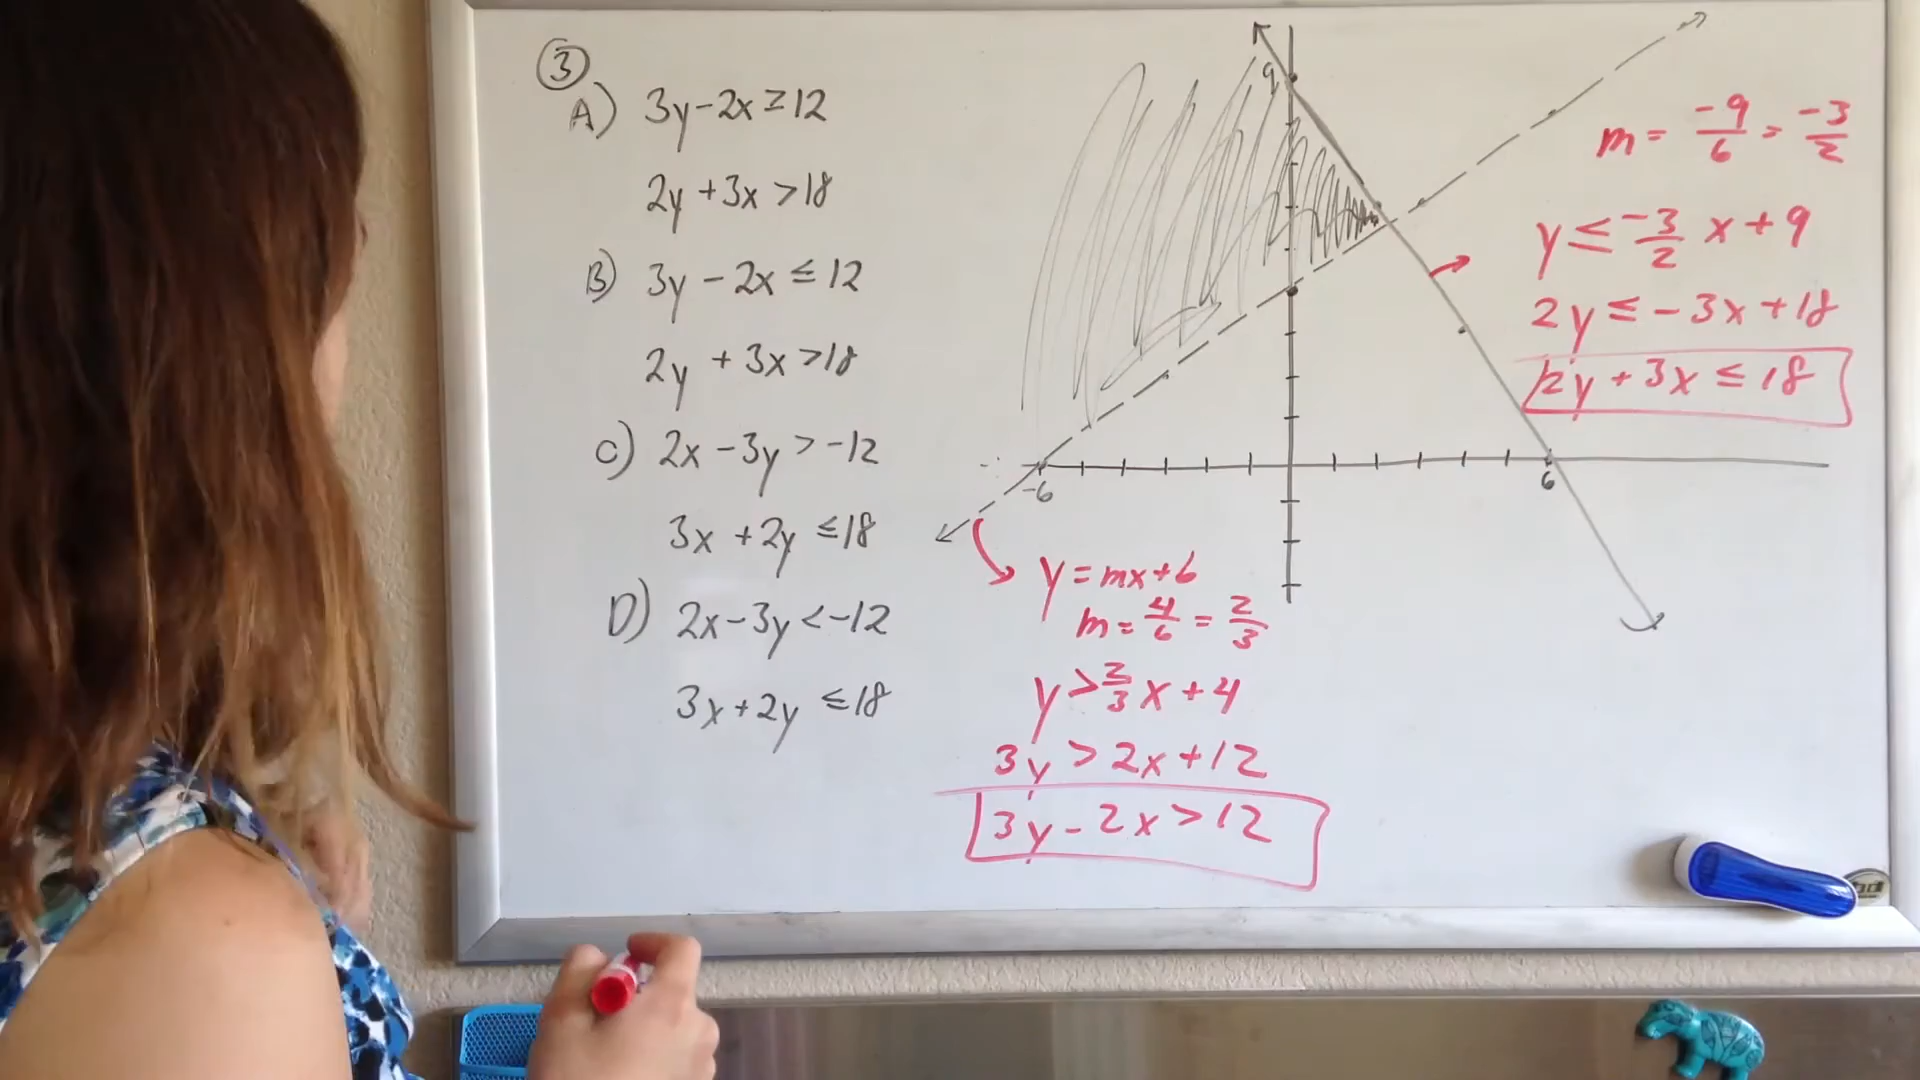 3
A) 3y-2x ≥ 12
2y +3x >18
B) 3y - 2x ≤ 12
2y + 3x >18
C) 2x -3y > -12
3x +2y ≤18
D) 2x-3y < -12
3x+2y ≤18
9
-6
6
m = -9/6 = -3/2
y ≤ -3/2 x + 9
2y ≤ -3x +18
2y + 3x ≤ 18
y = mx+b
m = 4/6 = 2/3
y > 2/3 x + 4
3y > 2x +12
3y - 2x > 12